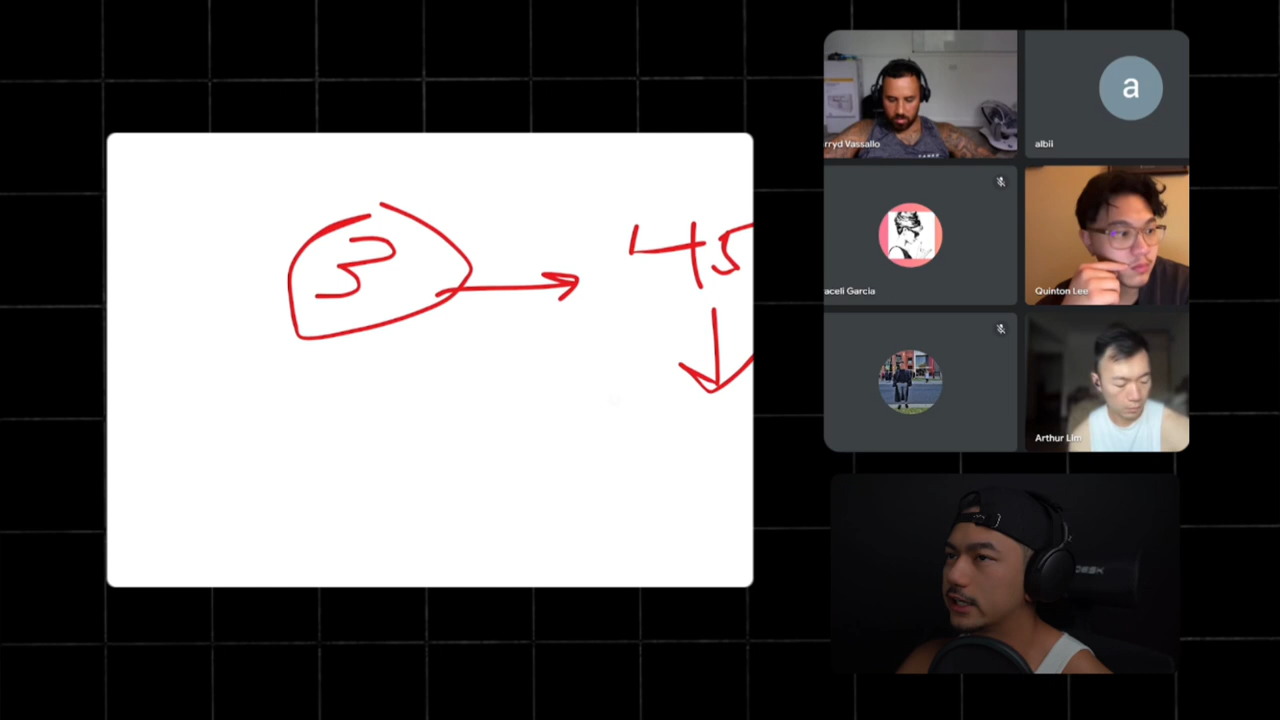 3
45
rryd Vassallo
a
albii
aceli Garcia
Quinton Lee
Arthur Lim